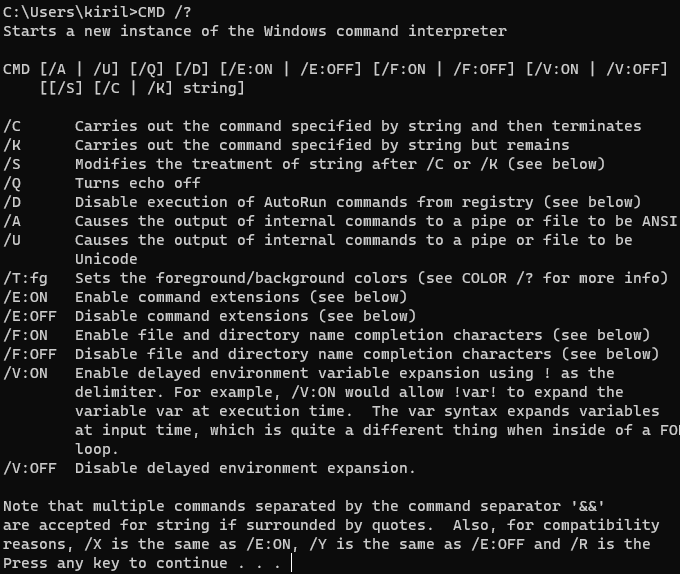 C:\Users\kiril>CMD /?
Starts a new instance of the Windows command interpreter

CMD [/A | /U] [/Q] [/D] [/E:ON | /E:OFF] [/F:ON | /F:OFF] [/V:ON | /V:OFF]
    [[/S] [/C | /K] string]

/C      Carries out the command specified by string and then terminates
/K      Carries out the command specified by string but remains
/S      Modifies the treatment of string after /C or /K (see below)
/Q      Turns echo off
/D      Disable execution of AutoRun commands from registry (see below)
/A      Causes the output of internal commands to a pipe or file to be ANSI
/U      Causes the output of internal commands to a pipe or file to be
        Unicode
/T:fg   Sets the foreground/background colors (see COLOR /? for more info)
/E:ON   Enable command extensions (see below)
/E:OFF  Disable command extensions (see below)
/F:ON   Enable file and directory name completion characters (see below)
/F:OFF  Disable file and directory name completion characters (see below)
/V:ON   Enable delayed environment variable expansion using ! as the
        delimiter. For example, /V:ON would allow !var! to expand the
        variable var at execution time.  The var syntax expands variables
        at input time, which is quite a different thing when inside of a FO
        loop.
/V:OFF  Disable delayed environment expansion.

Note that multiple commands separated by the command separator '&&'
are accepted for string if surrounded by quotes.  Also, for compatibility
reasons, /X is the same as /E:ON, /Y is the same as /E:OFF and /R is the
Press any key to continue . . .